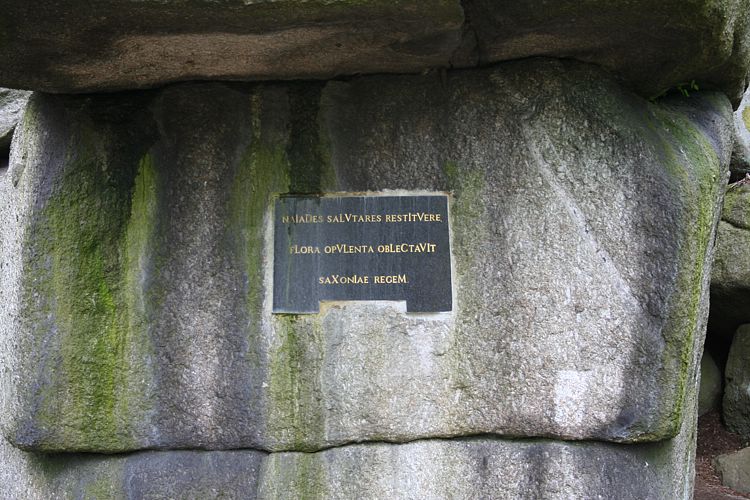 NAIADES SALVTARES RESTITVERE,
FLORA OPVLENTA OBLECTAVIT
SAXONIAE REGEM.